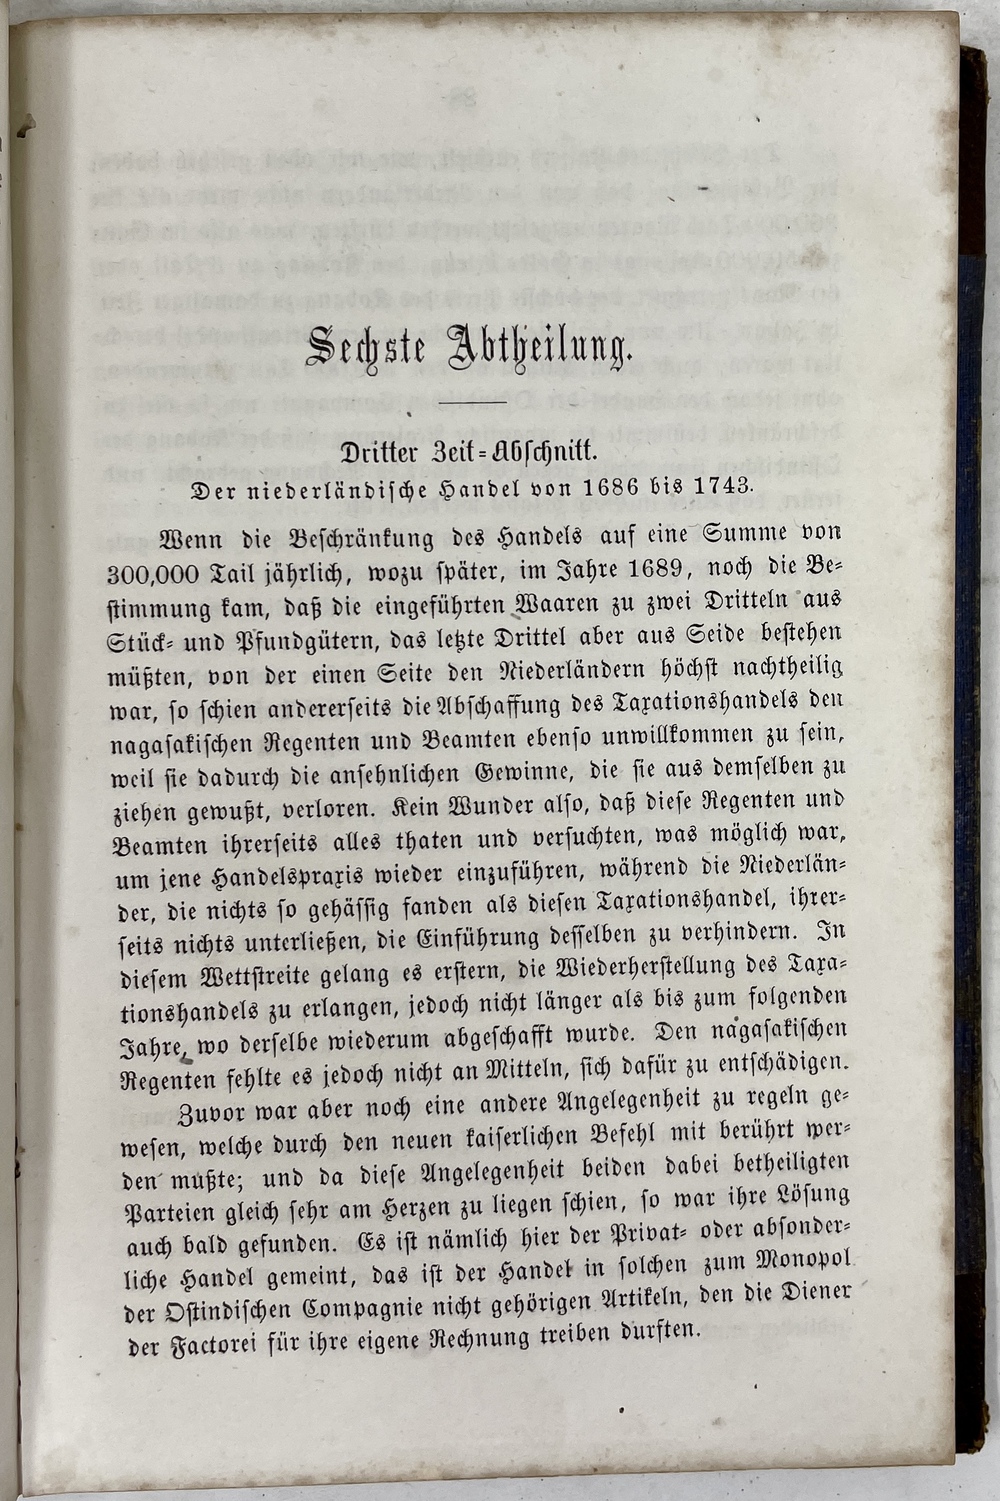 Sechste Abtheilung.
Dritter Zeit-Abschnitt.
Der niederländische Handel von 1686 bis 1743.
Wenn die Beschränkung des Handels auf eine Summe von
300,000 Tail jährlich, wozu später, im Jahre 1689, noch die Be-
stimmung kam, daß die eingeführten Waaren zu zwei Dritteln aus
Stück- und Pfundgütern, das letzte Drittel aber aus Seide bestehen
müßten, von der einen Seite den Niederländern höchst nachtheilig
war, so schien andererseits die Abschaffung des Taxationshandels den
nagasakischen Regenten und Beamten ebenso unwillkommen zu sein,
weil sie dadurch die ansehnlichen Gewinne, die sie aus demselben zu
ziehen gewußt, verloren. Kein Wunder also, daß diese Regenten und
Beamten ihrerseits alles thaten und versuchten, was möglich war,
um jene Handelspraxis wieder einzuführen, während die Niederlän-
der, die nichts so gehässig fanden als diesen Taxationshandel, ihrer-
seits nichts unterließen, die Einführung desselben zu verhindern. In
diesem Wettstreite gelang es erstern, die Wiederherstellung des Taxa-
tionshandels zu erlangen, jedoch nicht länger als bis zum folgenden
Jahre, wo derselbe wiederum abgeschafft wurde. Den nagasakischen
Regenten fehlte es jedoch nicht an Mitteln, sich dafür zu entschädigen.
Zuvor war aber noch eine andere Angelegenheit zu regeln ge-
wesen, welche durch den neuen kaiserlichen Befehl mit berührt wer-
den mußte; und da diese Angelegenheit beiden dabei betheiligten
Parteien gleich sehr am Herzen zu liegen schien, so war ihre Lösung
auch bald gefunden. Es ist nämlich hier der Privat- oder absonder-
liche Handel gemeint, das ist der Handel in solchen zum Monopol
der Ostindischen Compagnie nicht gehörigen Artikeln, den die Diener
der Factorei für ihre eigene Rechnung treiben durften.